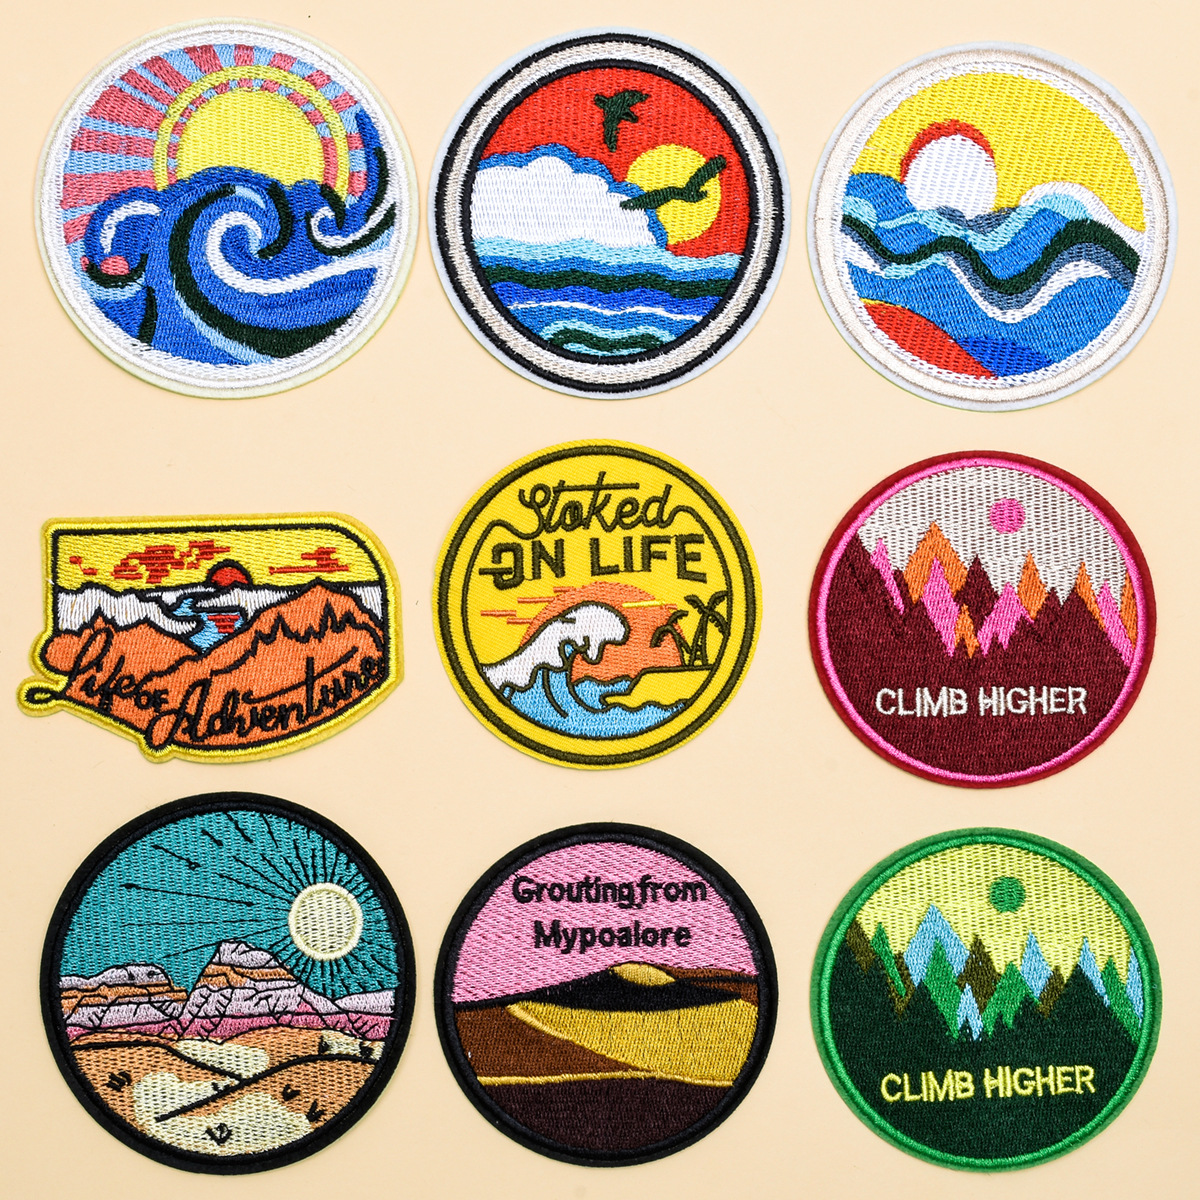 Stoked
ON LIFE
Life of
Adventure
CLIMB HIGHER
Grouting from
Mypoalore
CLIMB HIGHER